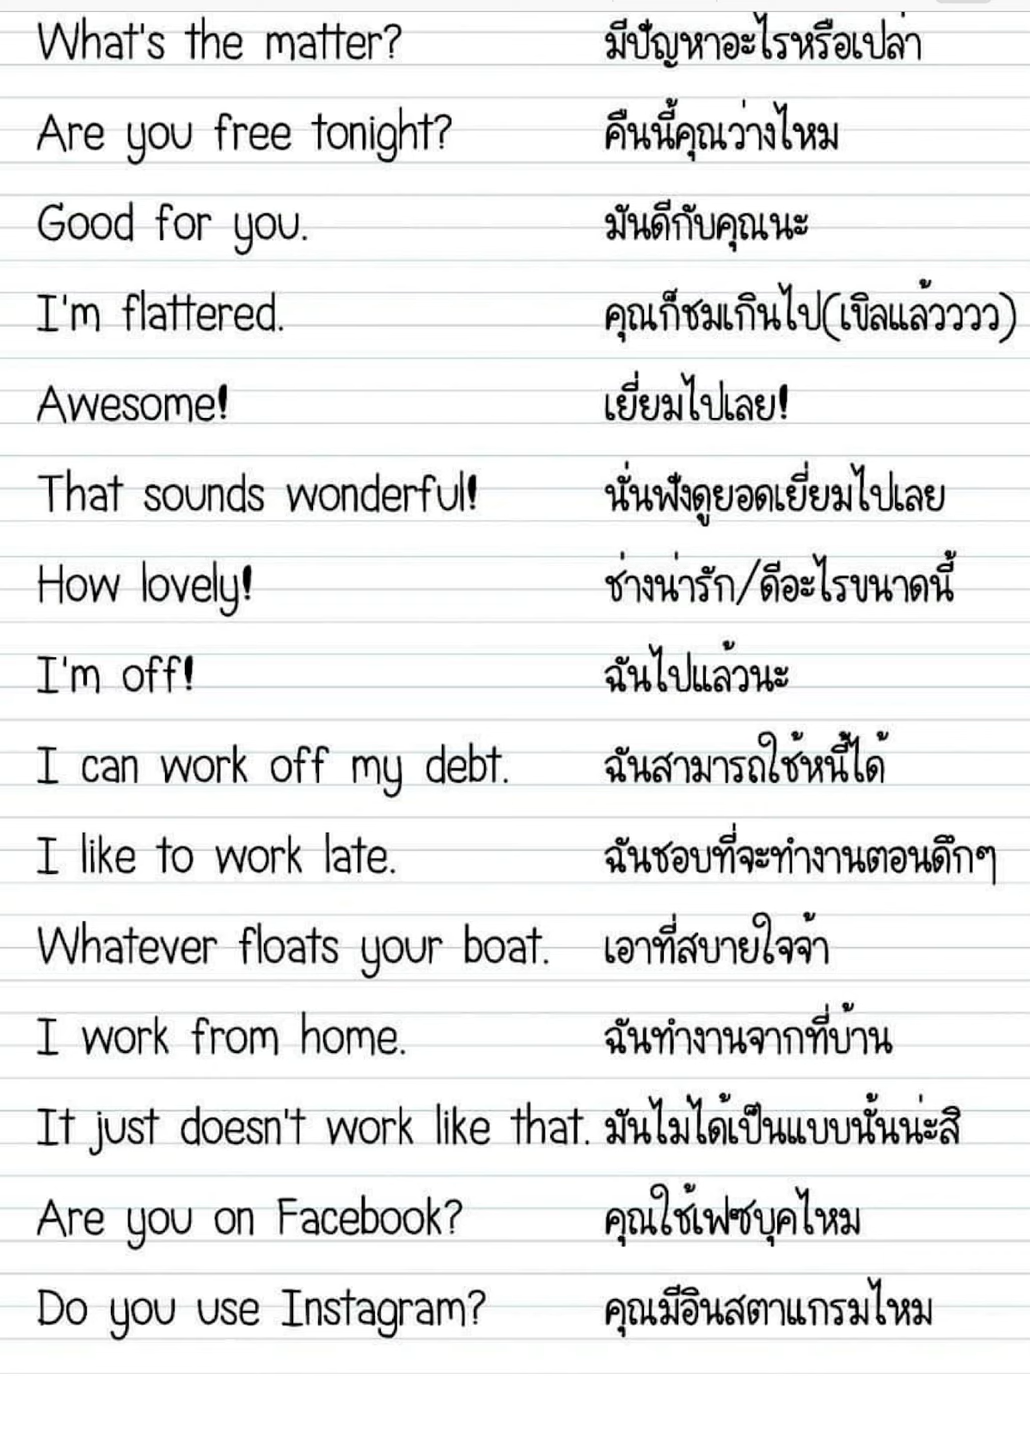 What's the matter? มีปัญหาอะไรหรือเปล่า
Are you free tonight? คืนนี้คุณว่างไหม
Good for you. มันดีกับคุณนะ
I'm flattered. คุณก็ชมเกินไป(เขิลแล้วววว)
Awesome! เยี่ยมไปเลย!
That sounds wonderful! นั่นฟังดูยอดเยี่ยมไปเลย
How lovely! ช่างน่ารัก/ดีอะไรขนาดนี้
I'm off! ฉันไปแล้วนะ
I can work off my debt. ฉันสามารถใช้หนี้ได้
I like to work late. ฉันชอบที่จะทำงานตอนดึกๆ
Whatever floats your boat. เอาที่สบายใจจ้า
I work from home. ฉันทำงานจากที่บ้าน
It just doesn't work like that. มันไม่ได้เป็นแบบนั้นน่ะสิ
Are you on Facebook? คุณใช้เฟซบุคไหม
Do you use Instagram? คุณมีอินสตาแกรมไหม